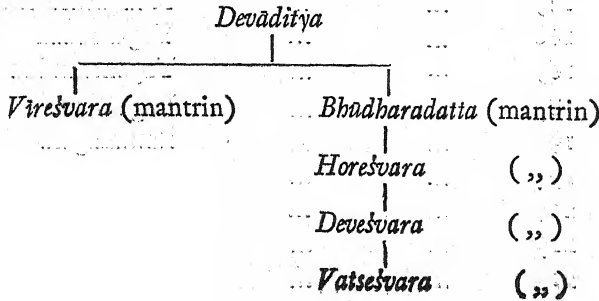 Devāditya
Vīreśvara (mantrin) Bhūdharadatta (mantrin)
Horeśvara ( ,, )
Deveśvara ( ,, )
Vatseśvara ( ,, )